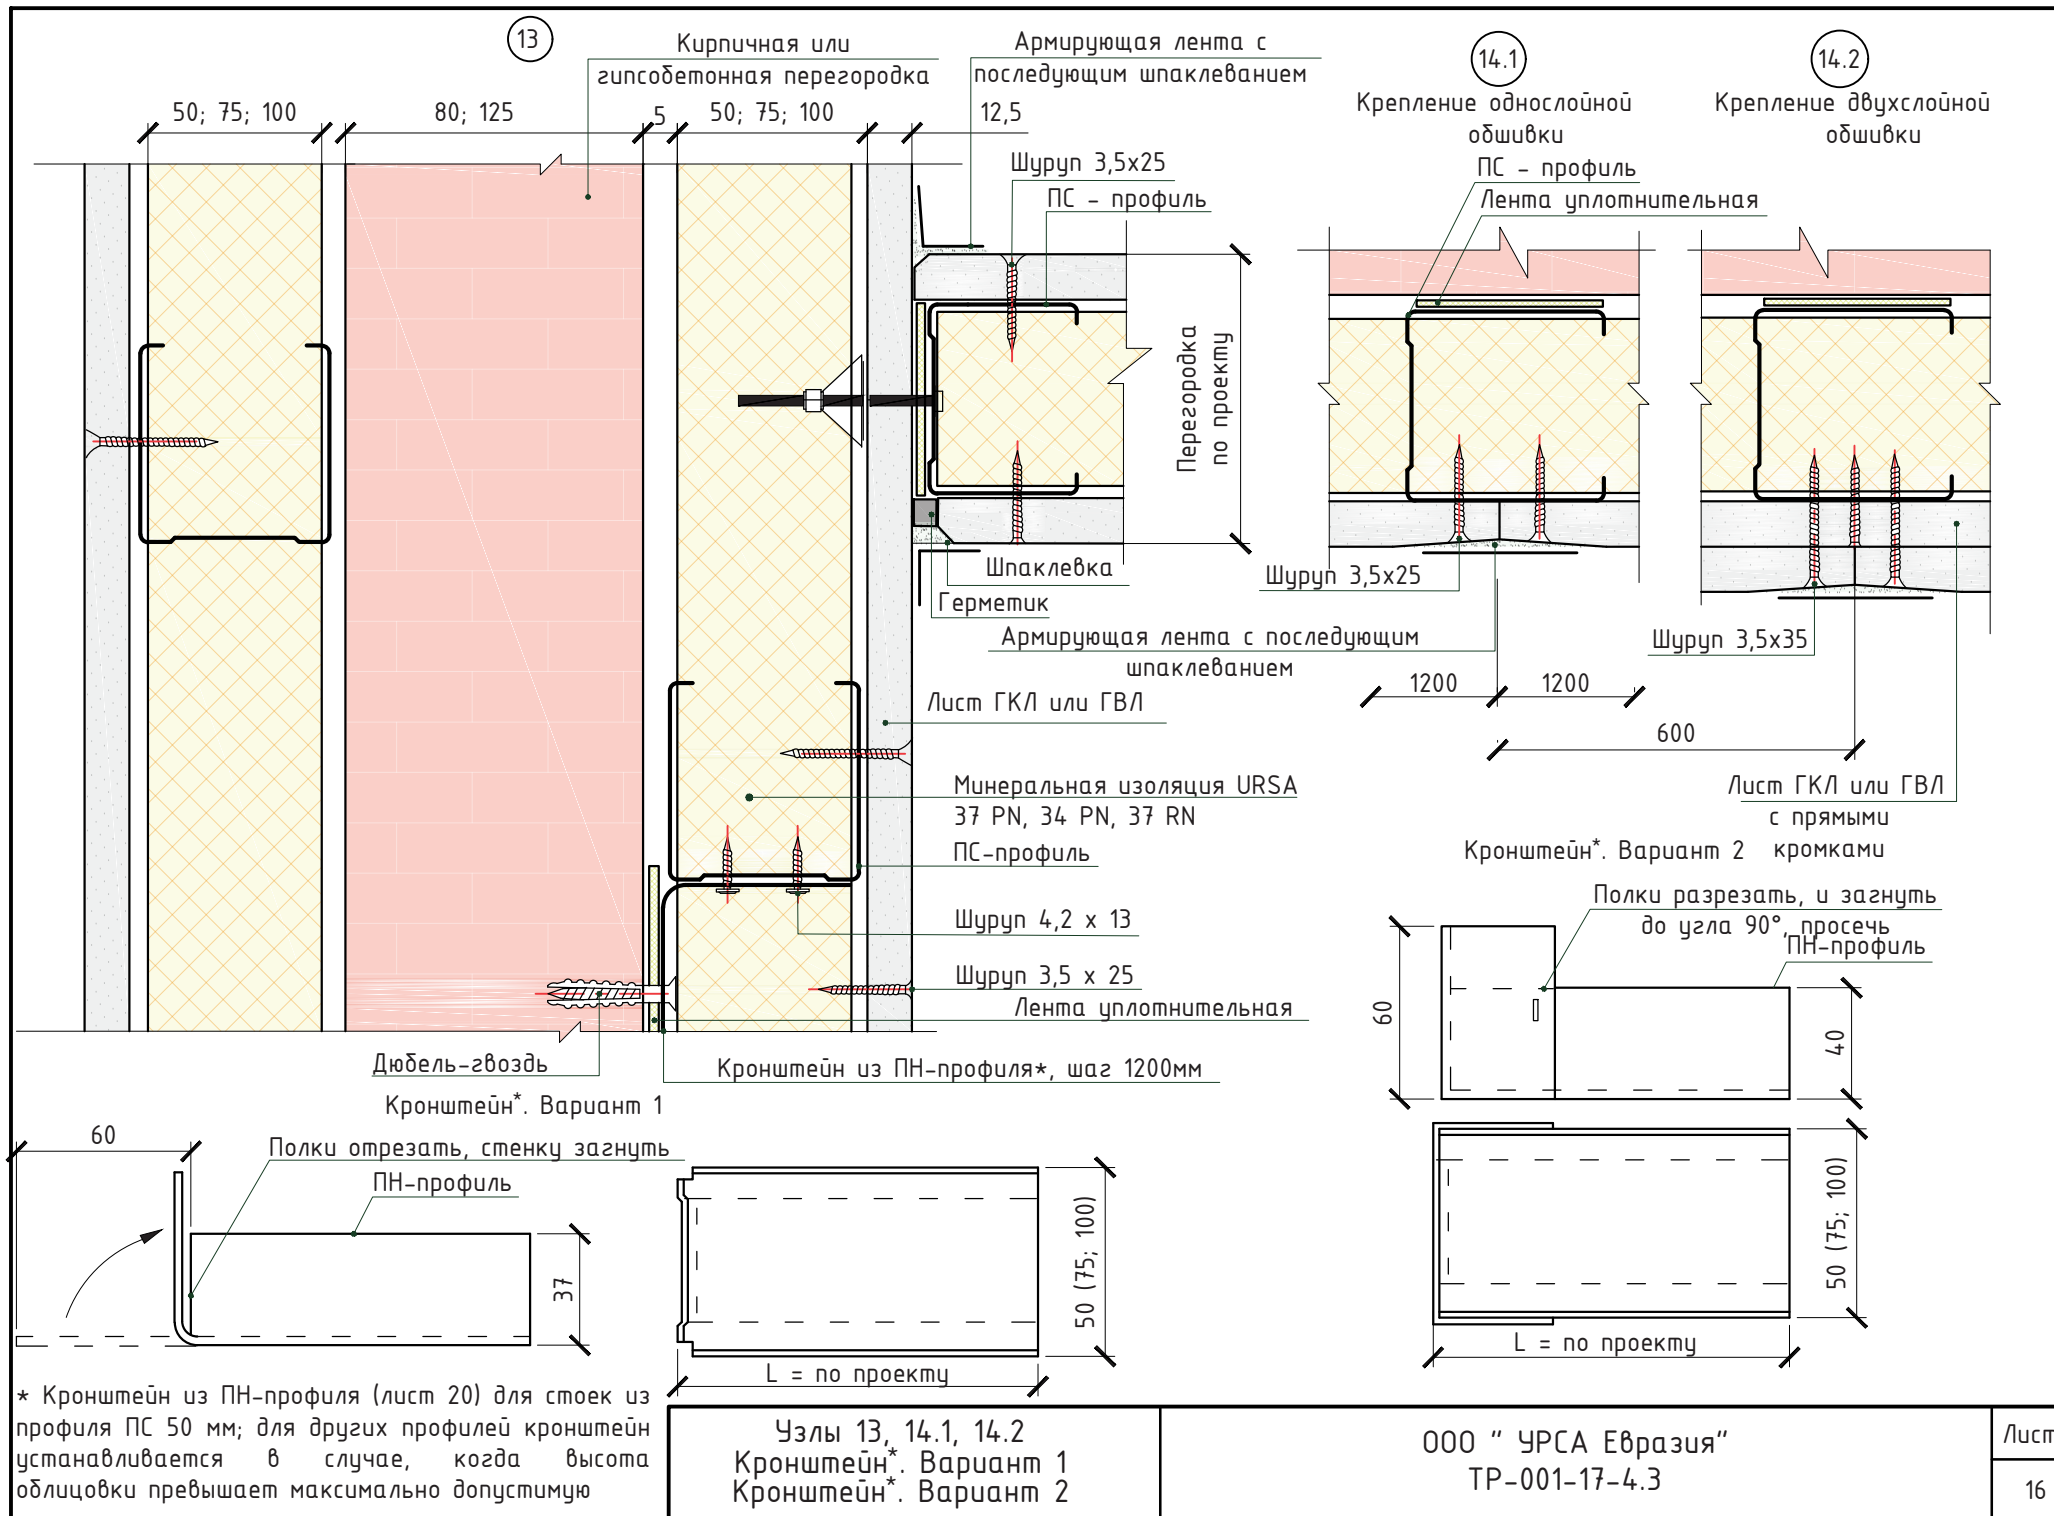 13
Кирпичная или
гипсобетонная перегородка
Армирующая лента с
последующим шпаклеванием
14.1
Крепление однослойной
обшивки
14.2
Крепление двухслойной
обшивки
50; 75; 100
80; 125
5
50; 75; 100
12,5
Шуруп 3,5х25
ПС - профиль
ПС - профиль
Лента уплотнительная
Перегородка
по проекту
Шпаклевка
Герметик
Шуруп 3,5х25
Армирующая лента с последующим
шпаклеванием
Шуруп 3,5х35
1200
1200
600
Лист ГКЛ или ГВЛ
Лист ГКЛ или ГВЛ
с прямыми
кромками
Минеральная изоляция URSA
37 PN, 34 PN, 37 RN
ПС-профиль
Шуруп 4,2 х 13
Шуруп 3,5 х 25
Лента уплотнительная
Дюбель-гвоздь
Кронштейн из ПН-профиля*, шаг 1200мм
Кронштейн*. Вариант 2
Полки разрезать, и загнуть
до угла 90°, просечь
ПН-профиль
60
40
50 (75; 100)
L = по проекту
Кронштейн*. Вариант 1
60
Полки отрезать, стенку загнуть
ПН-профиль
37
50 (75; 100)
L = по проекту
* Кронштейн из ПН-профиля (лист 20) для стоек из
профиля ПС 50 мм; для других профилей кронштейн
устанавливается в случае, когда высота
облицовки превышает максимально допустимую
Узлы 13, 14.1, 14.2
Кронштейн*. Вариант 1
Кронштейн*. Вариант 2
ООО " УРСА Евразия"
ТР-001-17-4.3
Лист
16